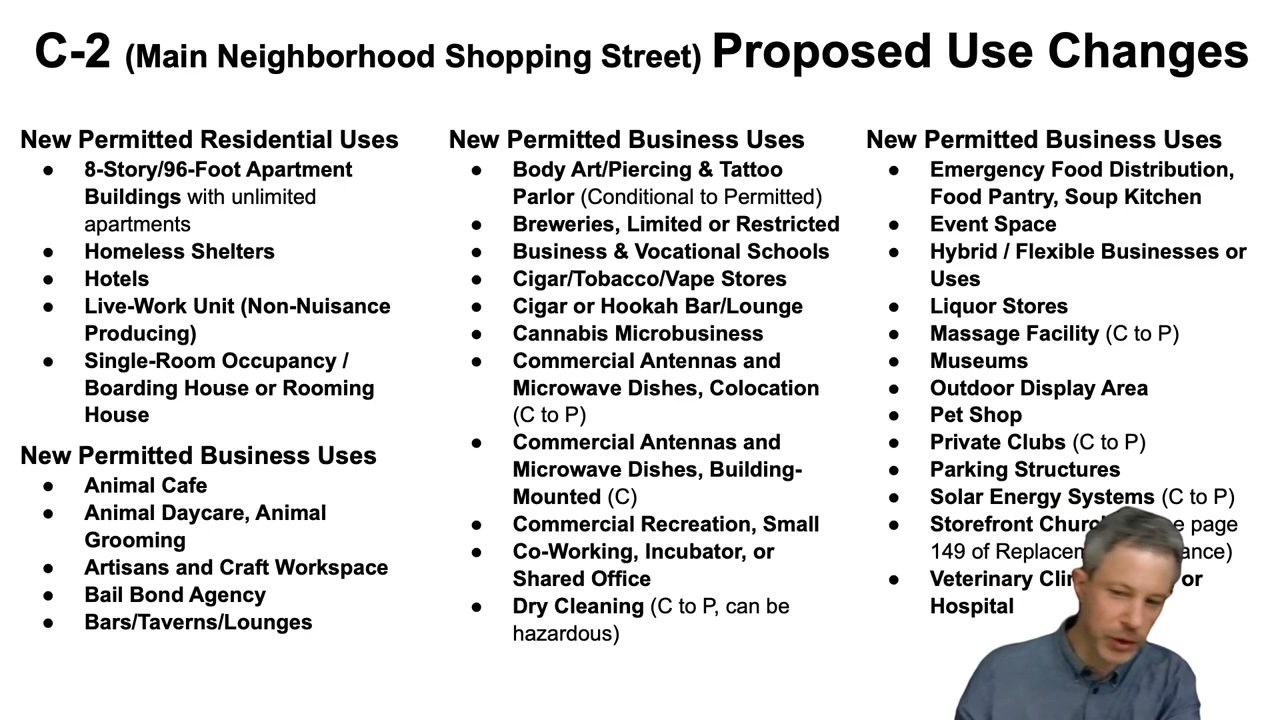 C-2 (Main Neighborhood Shopping Street) Proposed Use Changes
New Permitted Residential Uses
● 8-Story/96-Foot Apartment
Buildings with unlimited
apartments
● Homeless Shelters
● Hotels
● Live-Work Unit (Non-Nuisance
Producing)
● Single-Room Occupancy /
Boarding House or Rooming
House
New Permitted Business Uses
● Animal Cafe
● Animal Daycare, Animal
Grooming
● Artisans and Craft Workspace
● Bail Bond Agency
● Bars/Taverns/Lounges
New Permitted Business Uses
● Body Art/Piercing & Tattoo
Parlor (Conditional to Permitted)
● Breweries, Limited or Restricted
● Business & Vocational Schools
● Cigar/Tobacco/Vape Stores
● Cigar or Hookah Bar/Lounge
● Cannabis Microbusiness
● Commercial Antennas and
Microwave Dishes, Colocation
(C to P)
● Commercial Antennas and
Microwave Dishes, Building-
Mounted (C)
● Commercial Recreation, Small
● Co-Working, Incubator, or
Shared Office
● Dry Cleaning (C to P, can be
hazardous)
New Permitted Business Uses
● Emergency Food Distribution,
Food Pantry, Soup Kitchen
● Event Space
● Hybrid / Flexible Businesses or
Uses
● Liquor Stores
● Massage Facility (C to P)
● Museums
● Outdoor Display Area
● Pet Shop
● Private Clubs (C to P)
● Parking Structures
● Solar Energy Systems (C to P)
● Storefront page
149 of
● Veterinary or
Hospital